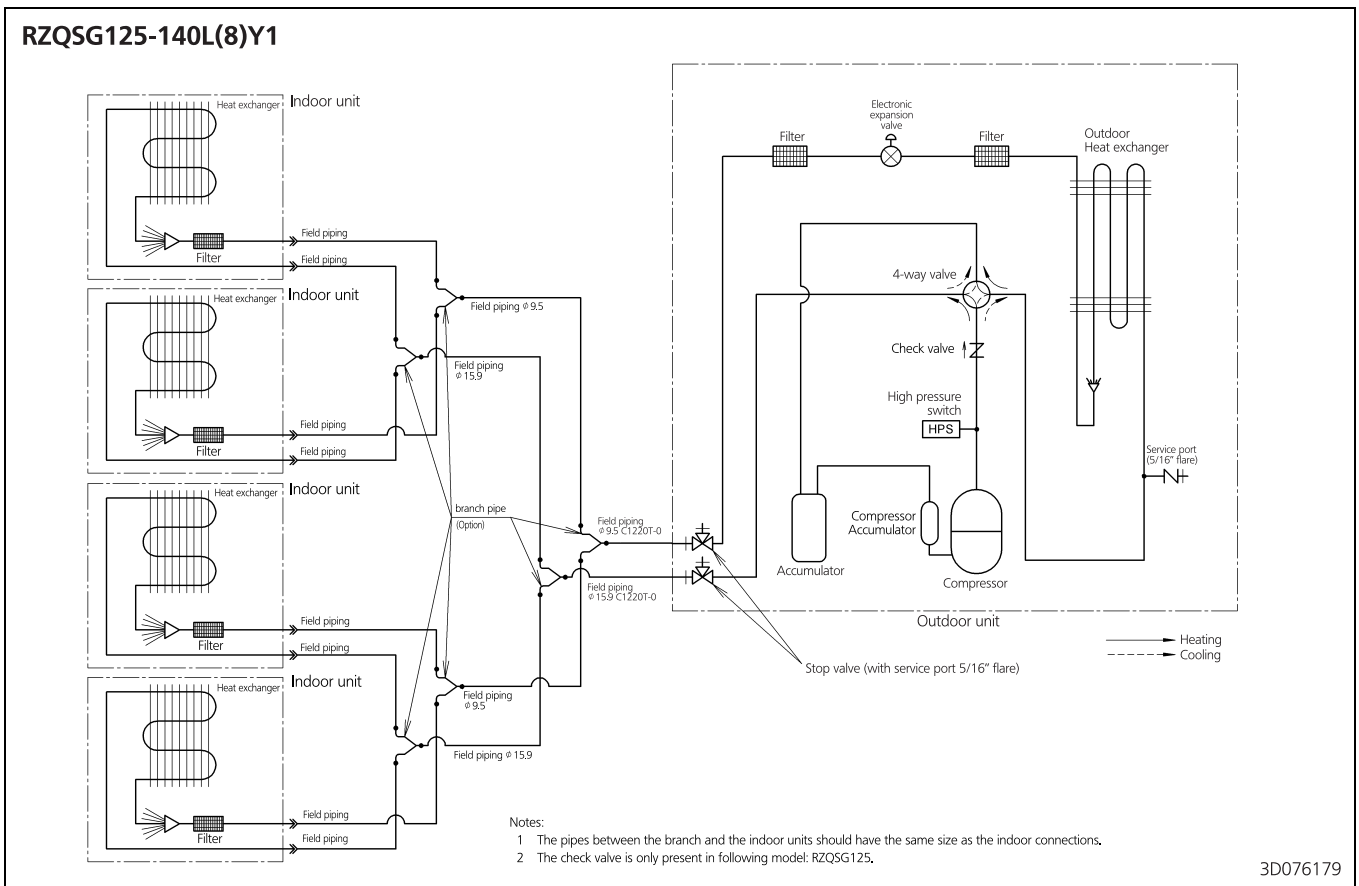 RZQSG125-140L(8)Y1
Heat exchanger
Indoor unit
Filter
Field piping
Field piping
Heat exchanger
Indoor unit
Filter
Field piping
Field piping
Heat exchanger
Indoor unit
Filter
Field piping
Field piping
Heat exchanger
Indoor unit
Filter
Field piping
Field piping
Field piping ϕ 9.5
Field piping
ϕ 15.9
branch pipe
(Option)
Field piping
ϕ 9.5
Field piping ϕ 15.9
Field piping
ϕ 9.5 C1220T-0
Field piping
ϕ 15.9 C1220T-0
Filter
Electronic
expansion
valve
Filter
Outdoor
Heat exchanger
4-way valve
Check valve
High pressure
switch
HPS
Service port
(5/16" flare)
Compressor
Accumulator
Accumulator
Compressor
Outdoor unit
Heating
Cooling
Stop valve (with service port 5/16" flare)
Notes:
1 The pipes between the branch and the indoor units should have the same size as the indoor connections.
2 The check valve is only present in following model: RZQSG125.
3D076179